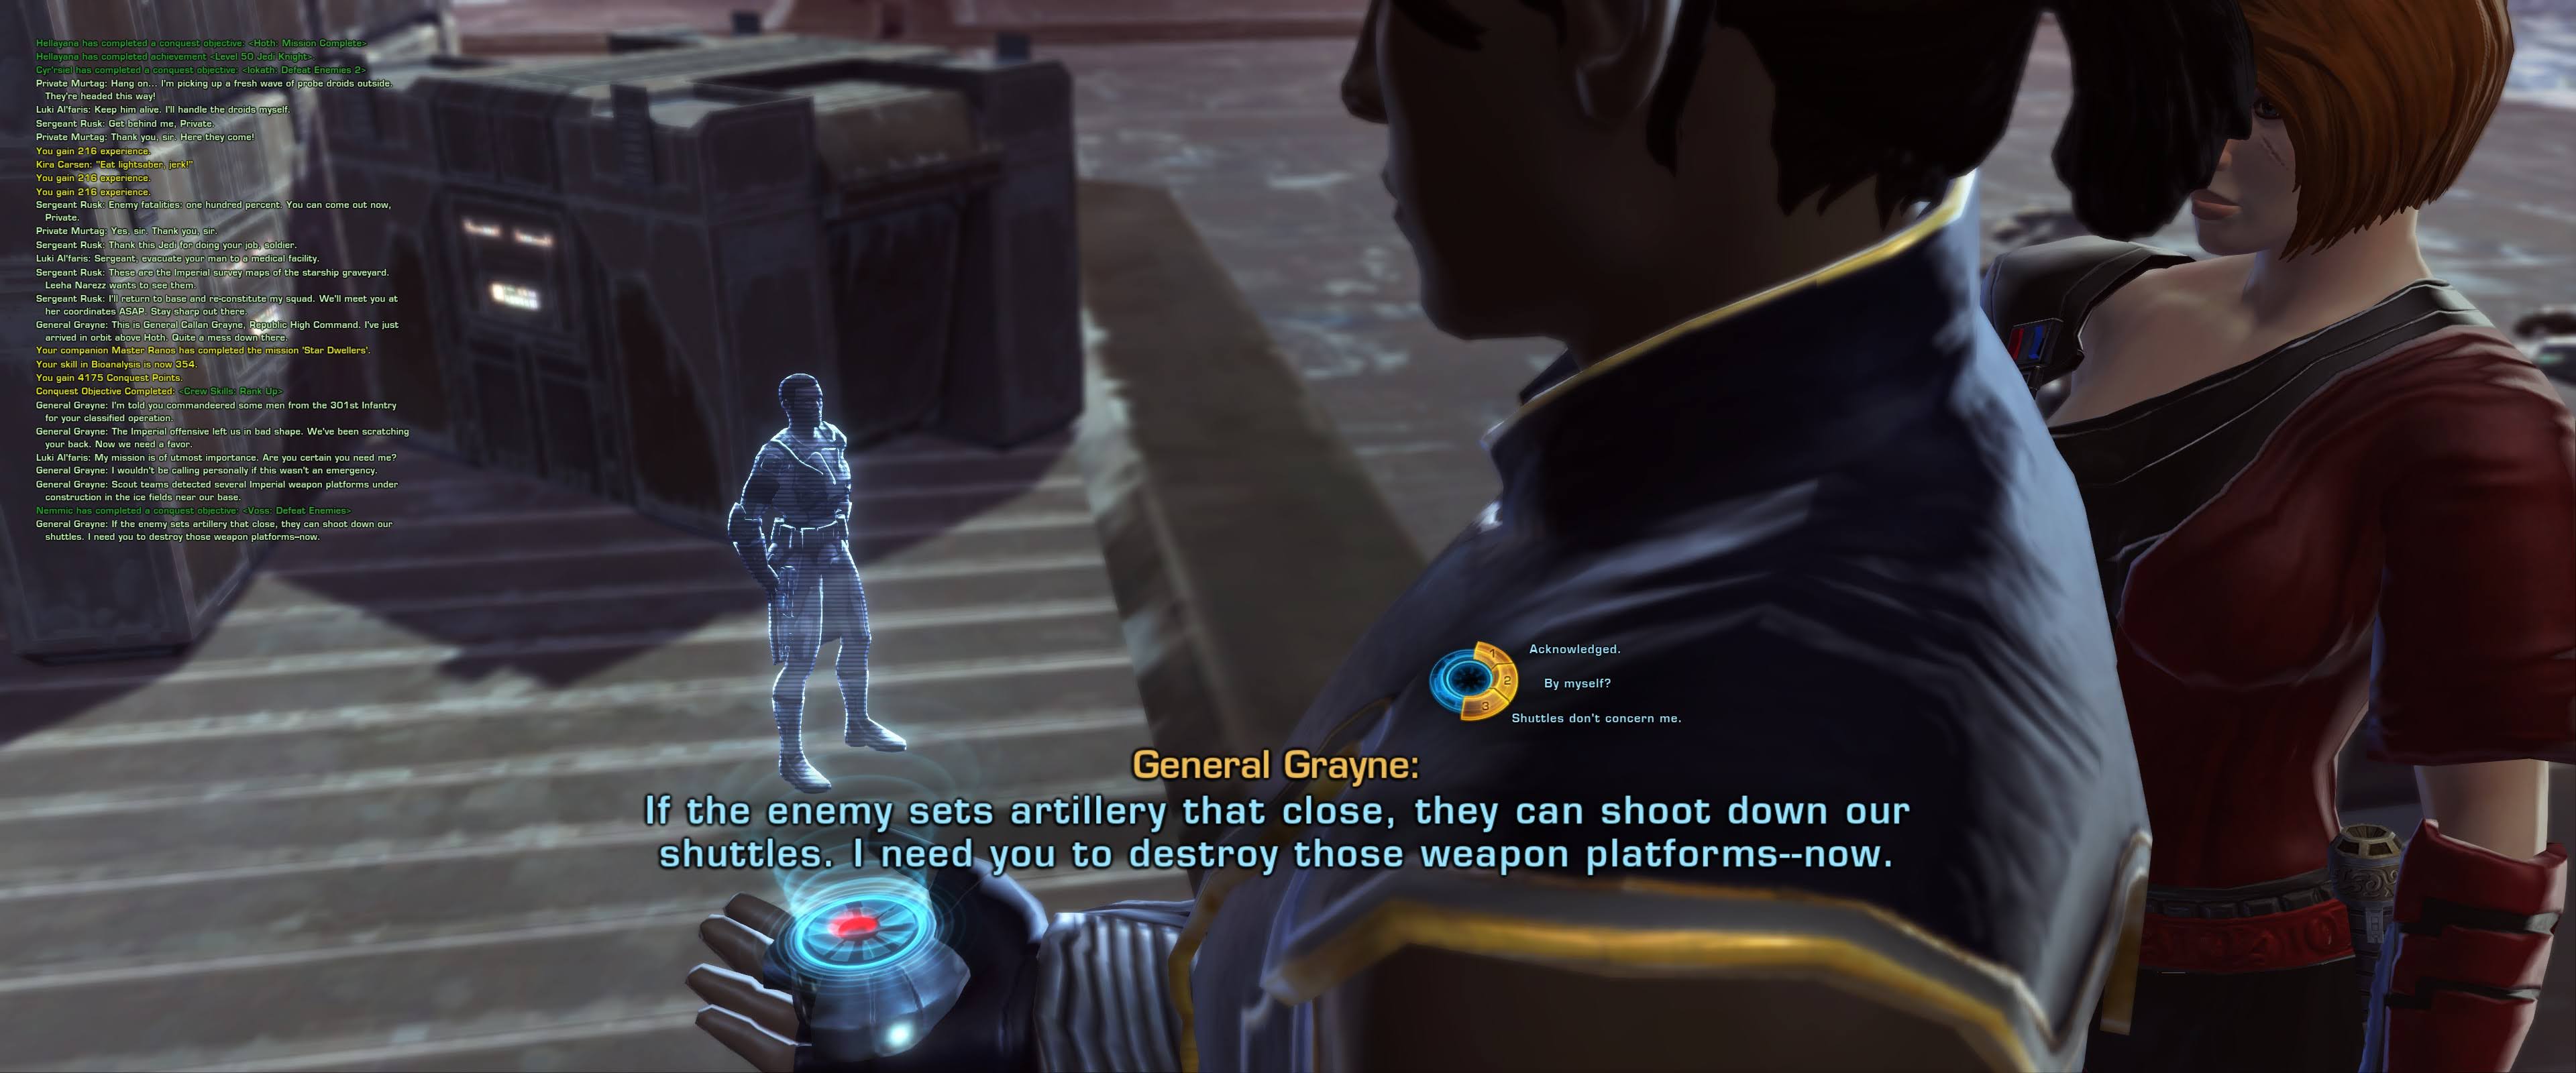 Hellayana has completed a conquest objective: <Hoth: Mission Complete>
Hellayana has completed achievement <Level 50 Jedi Knight>
Cyr'rsiel has completed a conquest objective: <Iokath: Defeat Enemies 2>
Private Murtag: Hang on... I'm picking up a fresh wave of probe droids outside.
They're headed this way!
Luki Al'faris: Keep him alive. I'll handle the droids myself.
Sergeant Rusk: Get behind me, Private.
Private Murtag: Thank you, sir. Here they come!
You gain 216 experience.
Kira Carsen: "Eat lightsaber, jerk!"
You gain 216 experience.
You gain 216 experience.
Sergeant Rusk: Enemy fatalities: one hundred percent. You can come out now,
Private.
Private Murtag: Yes, sir. Thank you, sir.
Sergeant Rusk: Thank this Jedi for doing your job, soldier.
Luki Al'faris: Sergeant, evacuate your man to a medical facility.
Sergeant Rusk: These are the Imperial survey maps of the starship graveyard.
Leeha Narezz wants to see them.
Sergeant Rusk: I'll return to base and re-constitute my squad. We'll meet you at
her coordinates ASAP. Stay sharp out there.
General Grayne: This is General Callan Grayne, Republic High Command. I've just
arrived in orbit above Hoth. Quite a mess down there.
Your companion Master Ranos has completed the mission 'Star Dwellers'.
Your skill in Bioanalysis is now 354.
You gain 4175 Conquest Points.
Conquest Objective Completed: <Crew Skills: Rank Up>
General Grayne: I'm told you commandeered some men from the 301st Infantry
for your classified operation.
General Grayne: The Imperial offensive left us in bad shape. We've been scratching
your back. Now we need a favor.
Luki Al'faris: My mission is of utmost importance. Are you certain you need me?
General Grayne: I wouldn't be calling personally if this wasn't an emergency.
General Grayne: Scout teams detected several Imperial weapon platforms under
construction in the ice fields near our base.
Nemmic has completed a conquest objective: <Voss: Defeat Enemies>
General Grayne: If the enemy sets artillery that close, they can shoot down our
shuttles. I need you to destroy those weapon platforms--now.
1 Acknowledged.
2 By myself?
3 Shuttles don't concern me.
General Grayne:
If the enemy sets artillery that close, they can shoot down our
shuttles. I need you to destroy those weapon platforms--now.